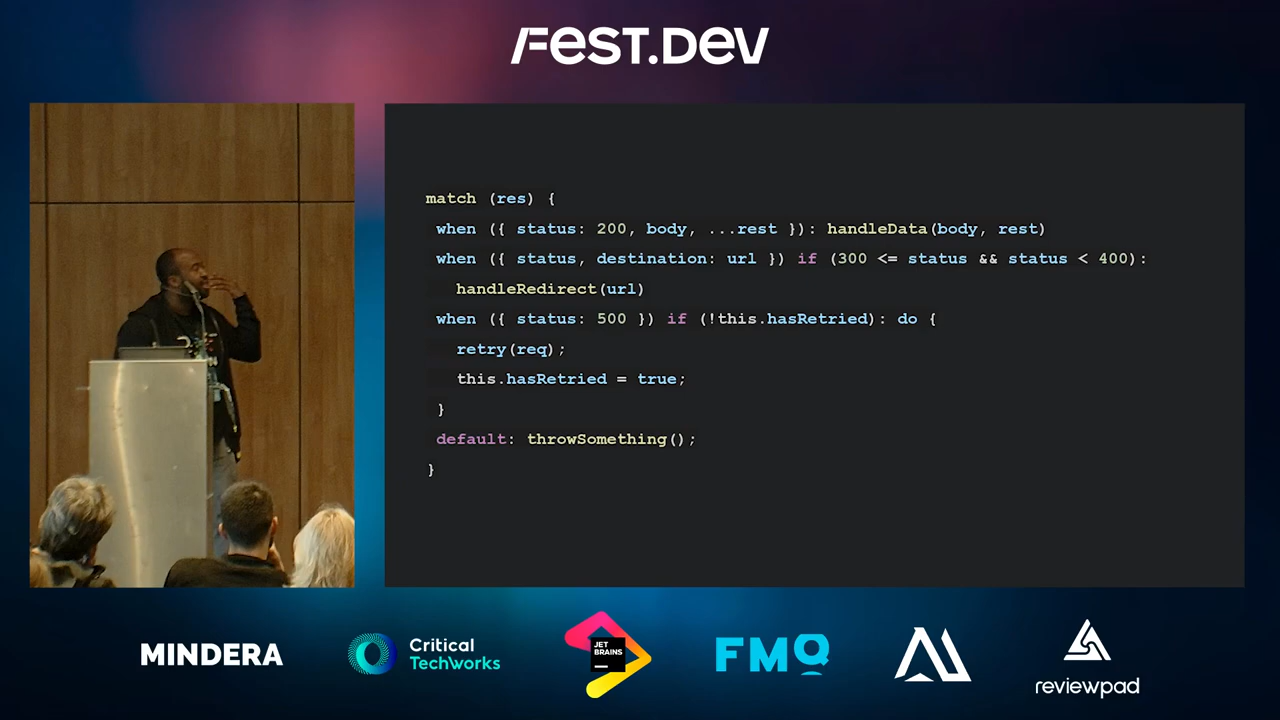 FEST.DEV
match (res) {
when ({ status: 200, body, ...rest }): handleData(body, rest)
when ({ status, destination: url }) if (300 <= status && status < 400):
handleRedirect(url)
when ({ status: 500 }) if (!this.hasRetried): do {
retry(req);
this.hasRetried = true;
}
default: throwSomething();
}
MINDERA
Critical
TechWorks
JET
BRAINS
FMQ
reviewpad